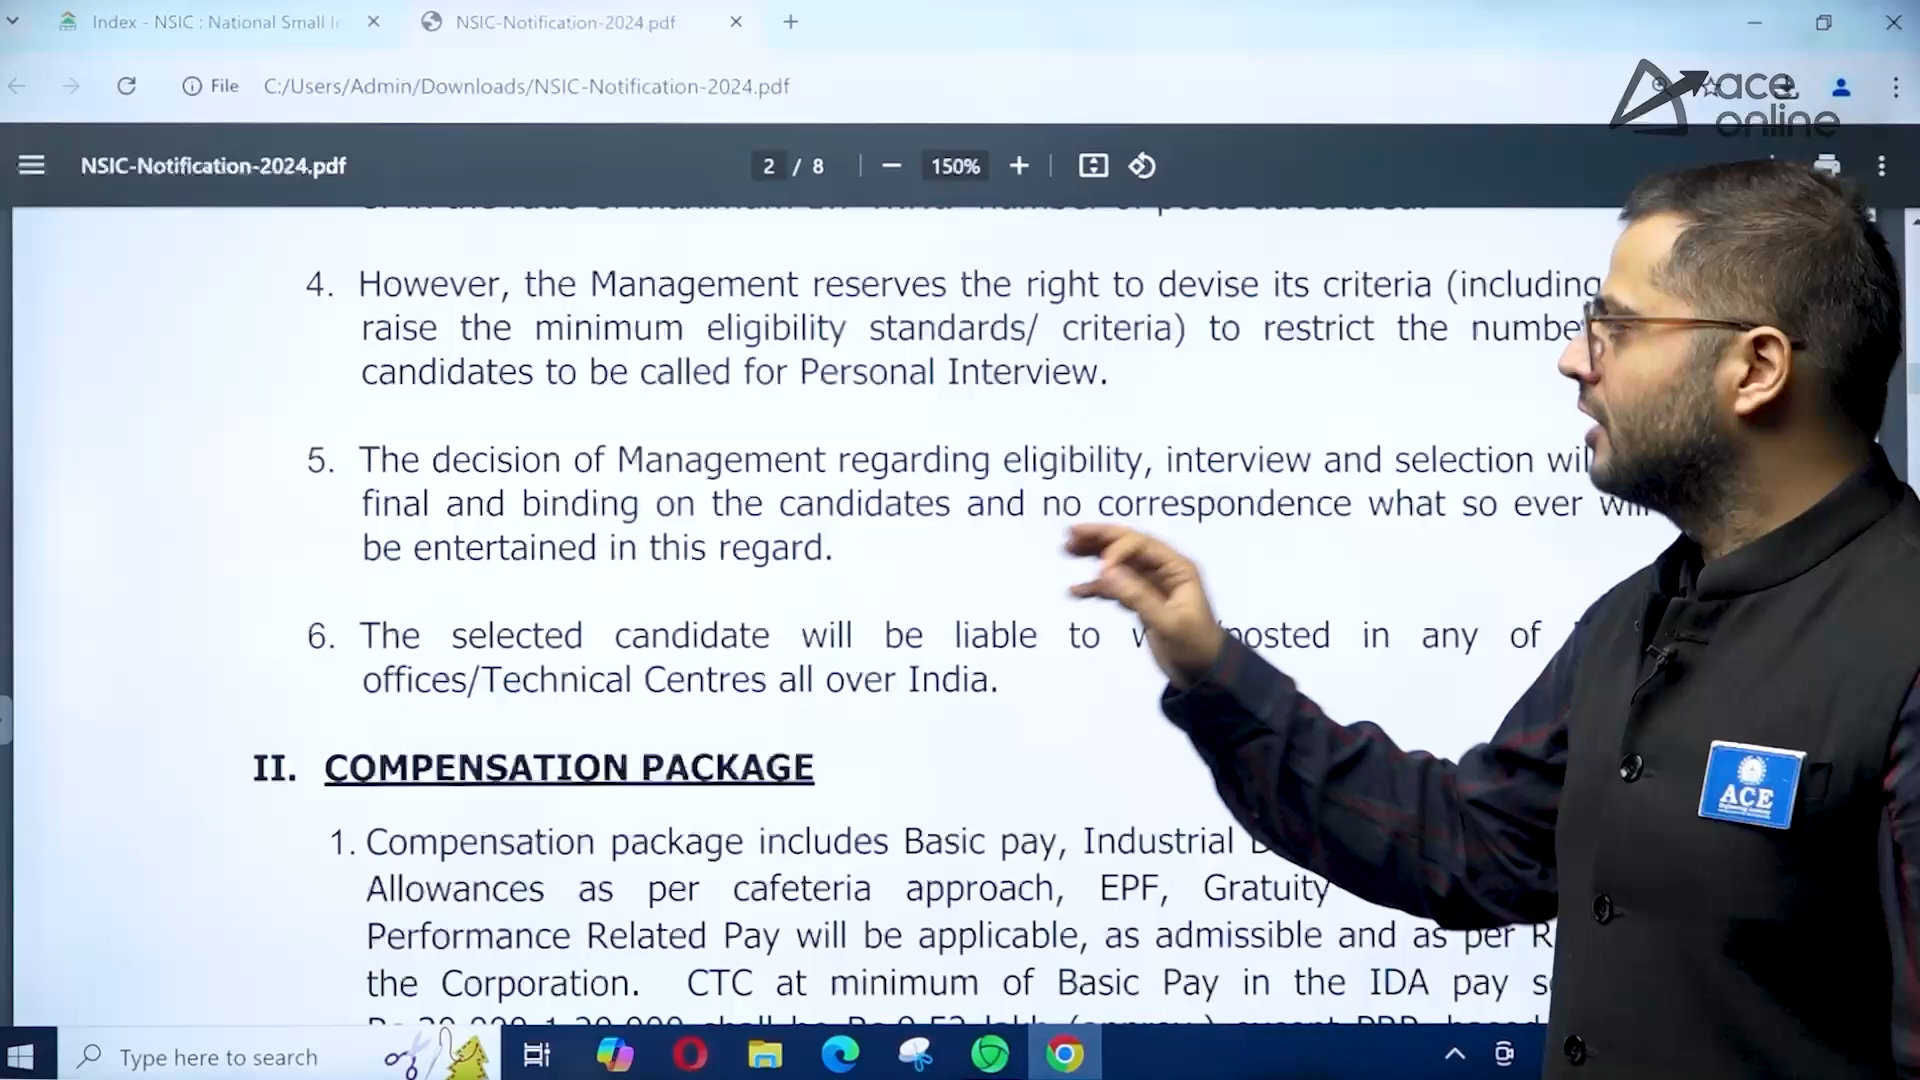 Index - NSIC : National Small In
NSIC-Notification-2024.pdf
File C:/Users/Admin/Downloads/NSIC-Notification-2024.pdf
ace
online
NSIC-Notification-2024.pdf
2 / 8
150%
4. However, the Management reserves the right to devise its criteria (including
raise the minimum eligibility standards/ criteria) to restrict the
candidates to be called for Personal Interview.
5. The decision of Management regarding eligibility, interview and selection
final and binding on the candidates and no correspondence what so ever will
be entertained in this regard.
6. The selected candidate will be liable to /posted in any of
offices/Technical Centres all over India.
II. COMPENSATION PACKAGE
1. Compensation package includes Basic pay, Industrial
Allowances as per cafeteria approach, EPF, Gratuity
Performance Related Pay will be applicable, as admissible and as per
the Corporation. CTC at minimum of Basic Pay in the IDA pay
ACE
Type here to search